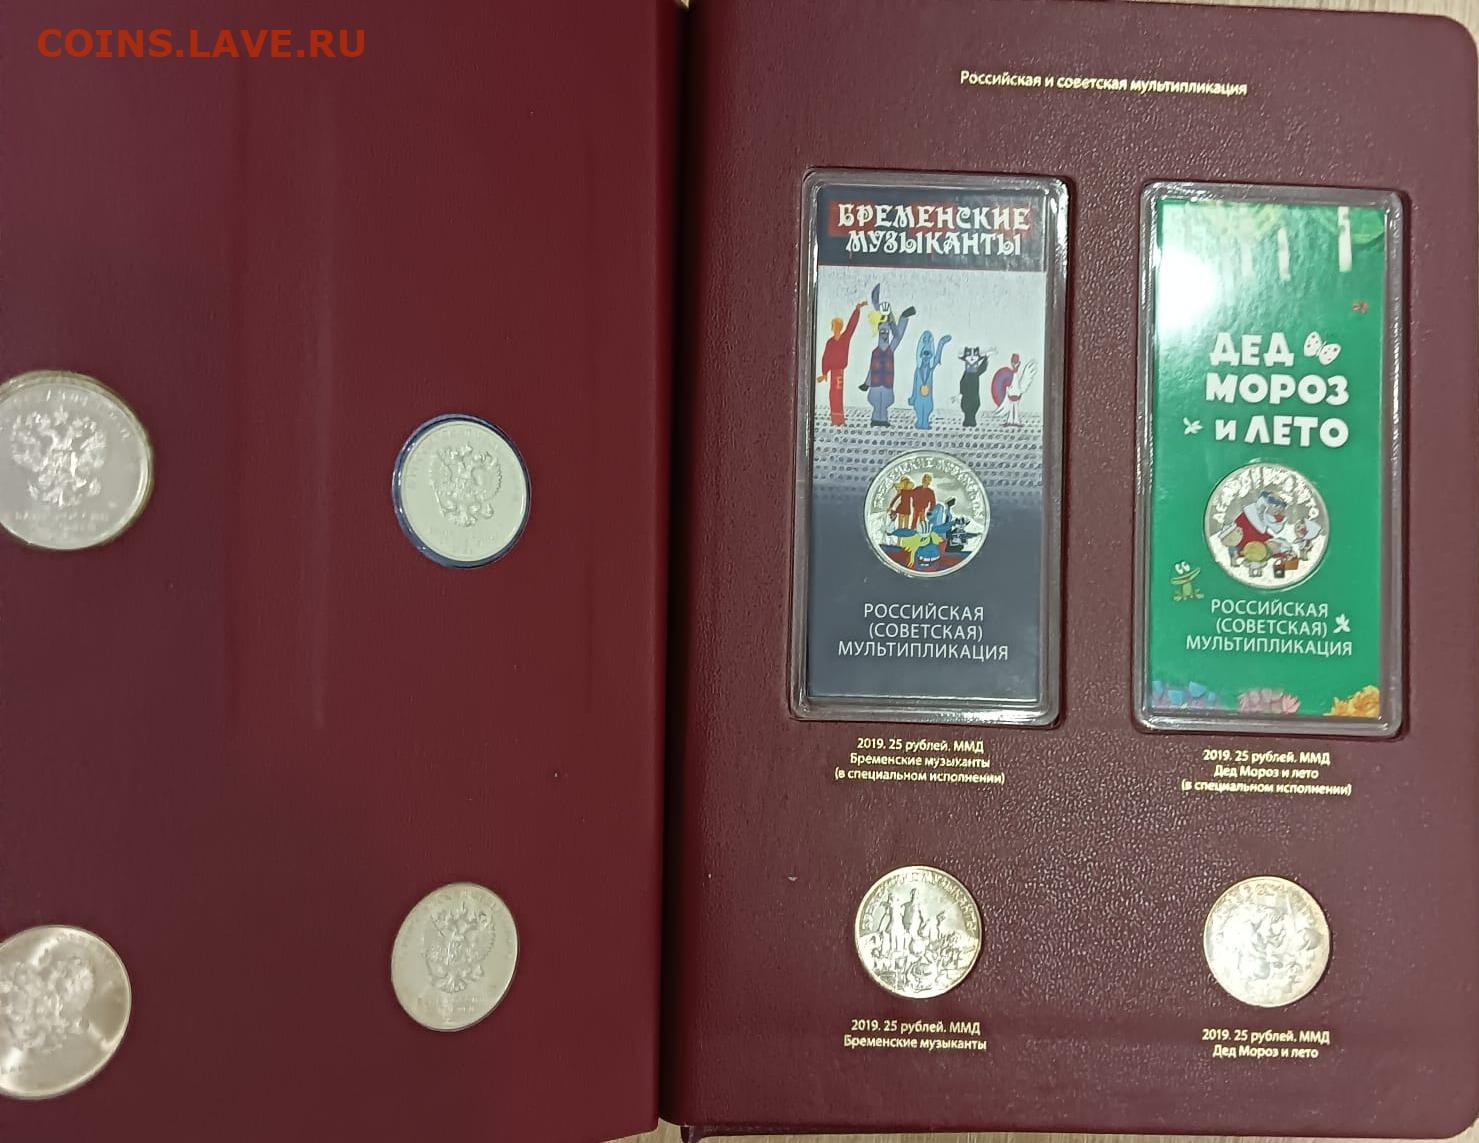 COINS.LAVE.RU
Российская и советская мультипликация
БРЕМЕНСКИЕ
МУЗЫКАНТЫ
РОССИЙСКАЯ
(СОВЕТСКАЯ)
МУЛЬТИПЛИКАЦИЯ
ДЕД
МОРОЗ
и ЛЕТО
РОССИЙСКАЯ
(СОВЕТСКАЯ)
МУЛЬТИПЛИКАЦИЯ
2019. 25 рублей. ММД
Бременские музыканты
(в специальном исполнении)
2019. 25 рублей. ММД
Дед Мороз и лето
(в специальном исполнении)
2019. 25 рублей. ММД
Бременские музыканты
2019. 25 рублей. ММД
Дед Мороз и лето